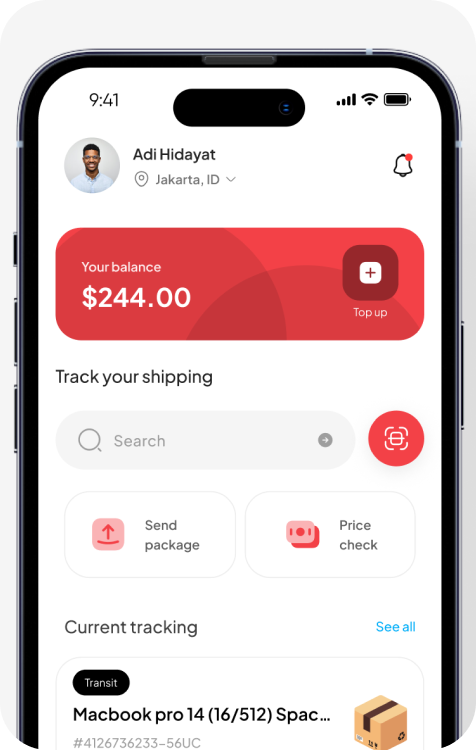 9:41
Adi Hidayat
Jakarta, ID
Your balance
$244.00
Top up
Track your shipping
Search
Send
package
Price
check
Current tracking
See all
Transit
Macbook pro 14 (16/512) Spac...
#4126736233-56UC